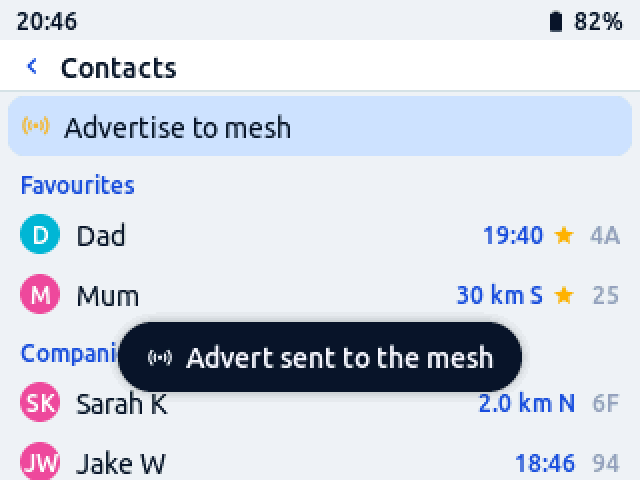 20:46 82%
Contacts
Advertise to mesh
Favourites
D Dad 19:40 4A
M Mum 30 km S 25
Advert sent to the mesh
SK Sarah K 2.0 km N 6F
JW Jake W 18:46 94